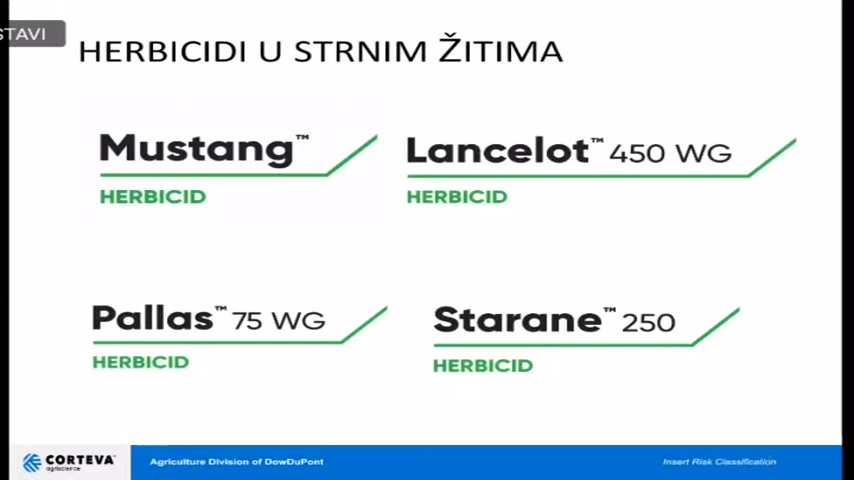 STAVI
HERBICIDI U STRNIM ŽITIMA
Mustang™
HERBICID
Lancelot™ 450 WG
HERBICID
Pallas™ 75 WG
HERBICID
Starane™ 250
HERBICID
CORTEVA™
agriscience
Agriculture Division of DowDuPont
Insert Risk Classification